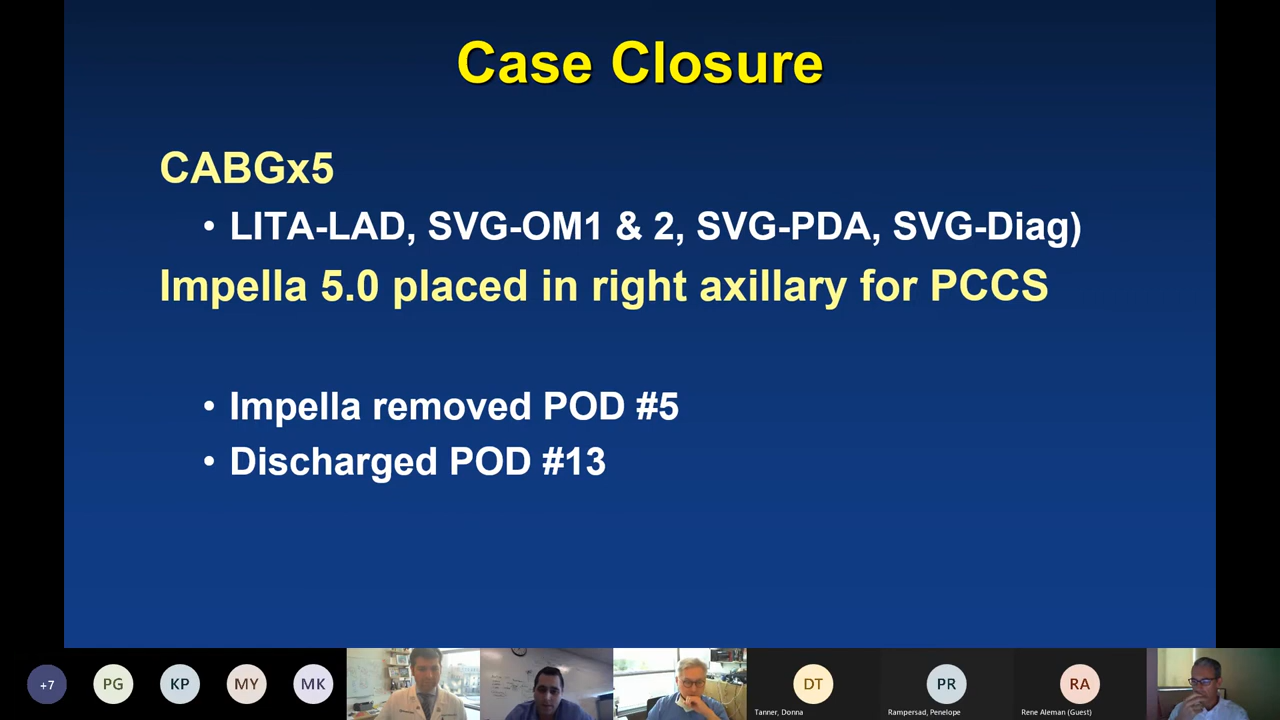 Case Closure
CABGx5
• LITA-LAD, SVG-OM1 & 2, SVG-PDA, SVG-Diag)
Impella 5.0 placed in right axillary for PCCS
• Impella removed POD #5
• Discharged POD #13
+7
PG
KP
MY
MK
DT
PR
RA
Tanner, Donna
Rampersad, Penelope
Rene Aleman (Guest)